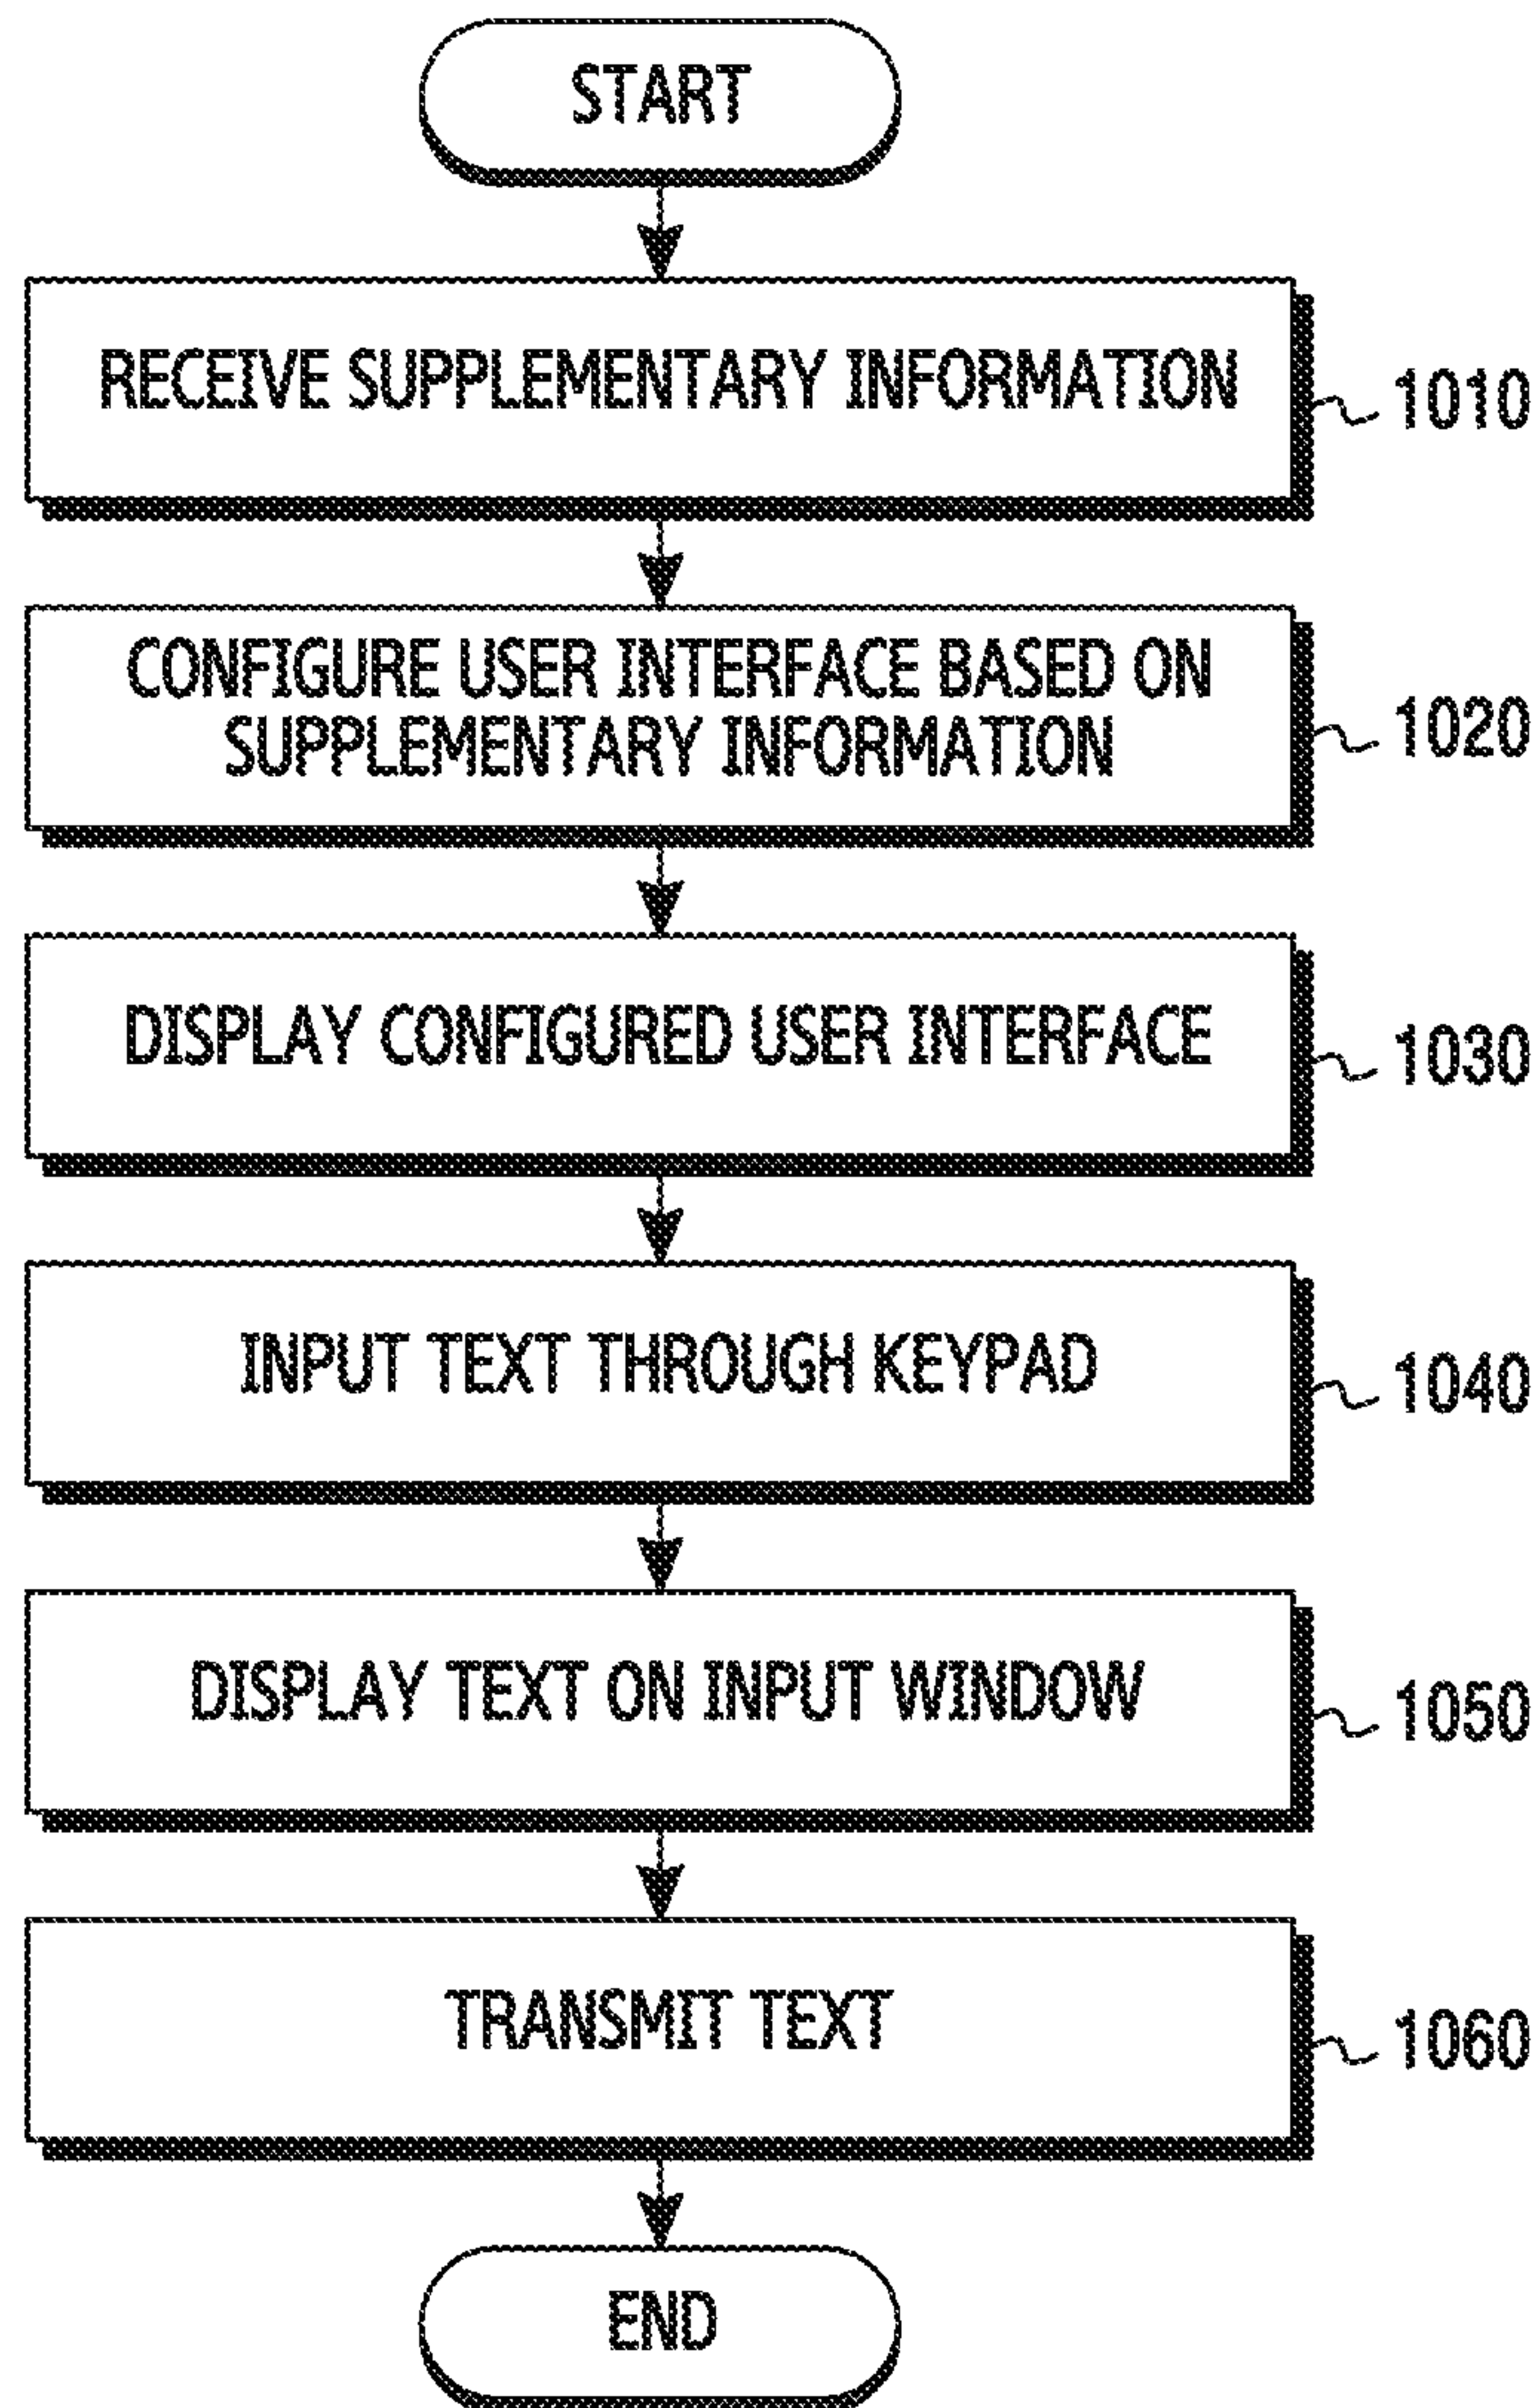 START
RECEIVE SUPPLEMENTARY INFORMATION
1010
CONFIGURE USER INTERFACE BASED ON
SUPPLEMENTARY INFORMATION
1020
DISPLAY CONFIGURED USER INTERFACE
1030
INPUT TEXT THROUGH KEYPAD
1040
DISPLAY TEXT ON INPUT WINDOW
1050
TRANSMIT TEXT
1060
END